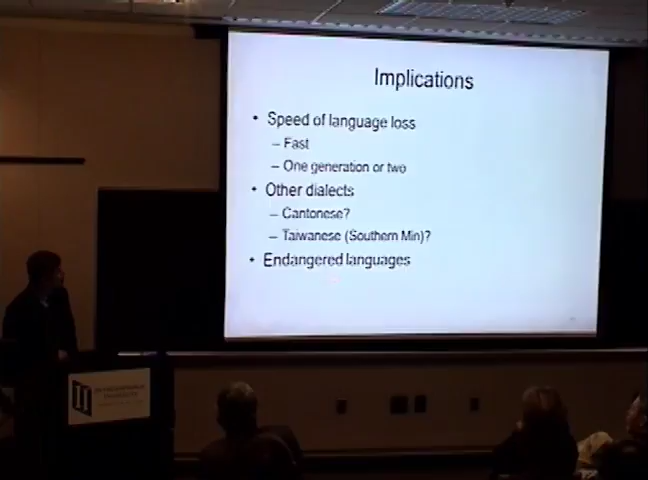 Implications
• Speed of language loss
– Fast
– One generation or two
• Other dialects
– Cantonese?
– Taiwanese (Southern Min)?
• Endangered languages